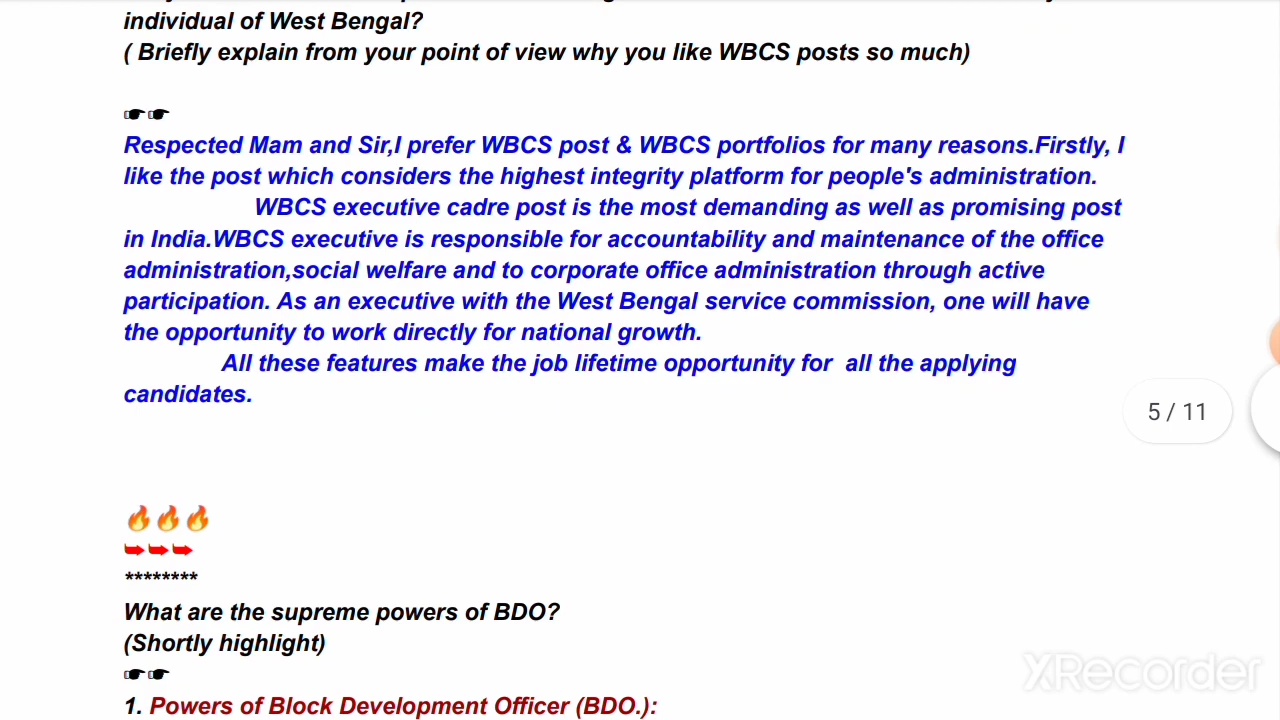 individual of West Bengal?
( Briefly explain from your point of view why you like WBCS posts so much)
Respected Mam and Sir,I prefer WBCS post & WBCS portfolios for many reasons.Firstly, I
like the post which considers the highest integrity platform for people's administration.
WBCS executive cadre post is the most demanding as well as promising post
in India.WBCS executive is responsible for accountability and maintenance of the office
administration,social welfare and to corporate office administration through active
participation. As an executive with the West Bengal service commission, one will have
the opportunity to work directly for national growth.
All these features make the job lifetime opportunity for  all the applying
candidates.
5 / 11
********
What are the supreme powers of BDO?
(Shortly highlight)
XRecorder
1. Powers of Block Development Officer (BDO.):